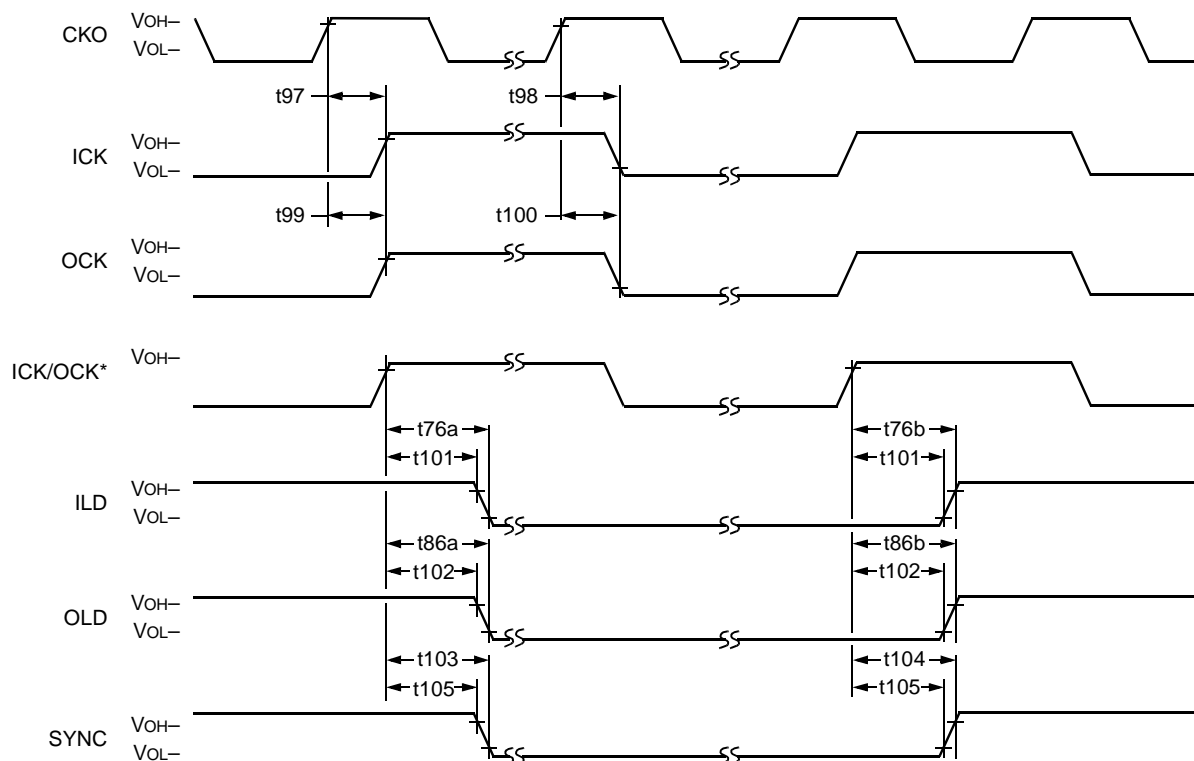 CKO VOH–
VOL–
t97 t98
ICK VOH–
VOL–
t99 t100
OCK VOH–
VOL–
ICK/OCK* VOH–
t76a t76b
t101 t101
ILD VOH–
VOL–
t86a t86b
t102 t102
OLD VOH–
VOL–
t103 t104
t105 t105
SYNC VOH–
VOL–